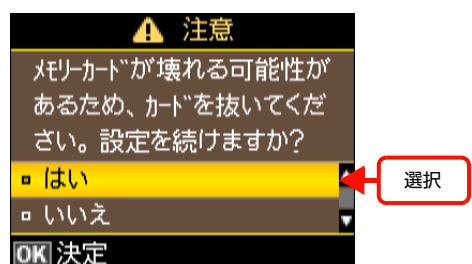 注意
メモリーカードが壊れる可能性が
あるため、カードを抜いてくだ
さい。設定を続けますか?
はい
選択
いいえ
OK 決定